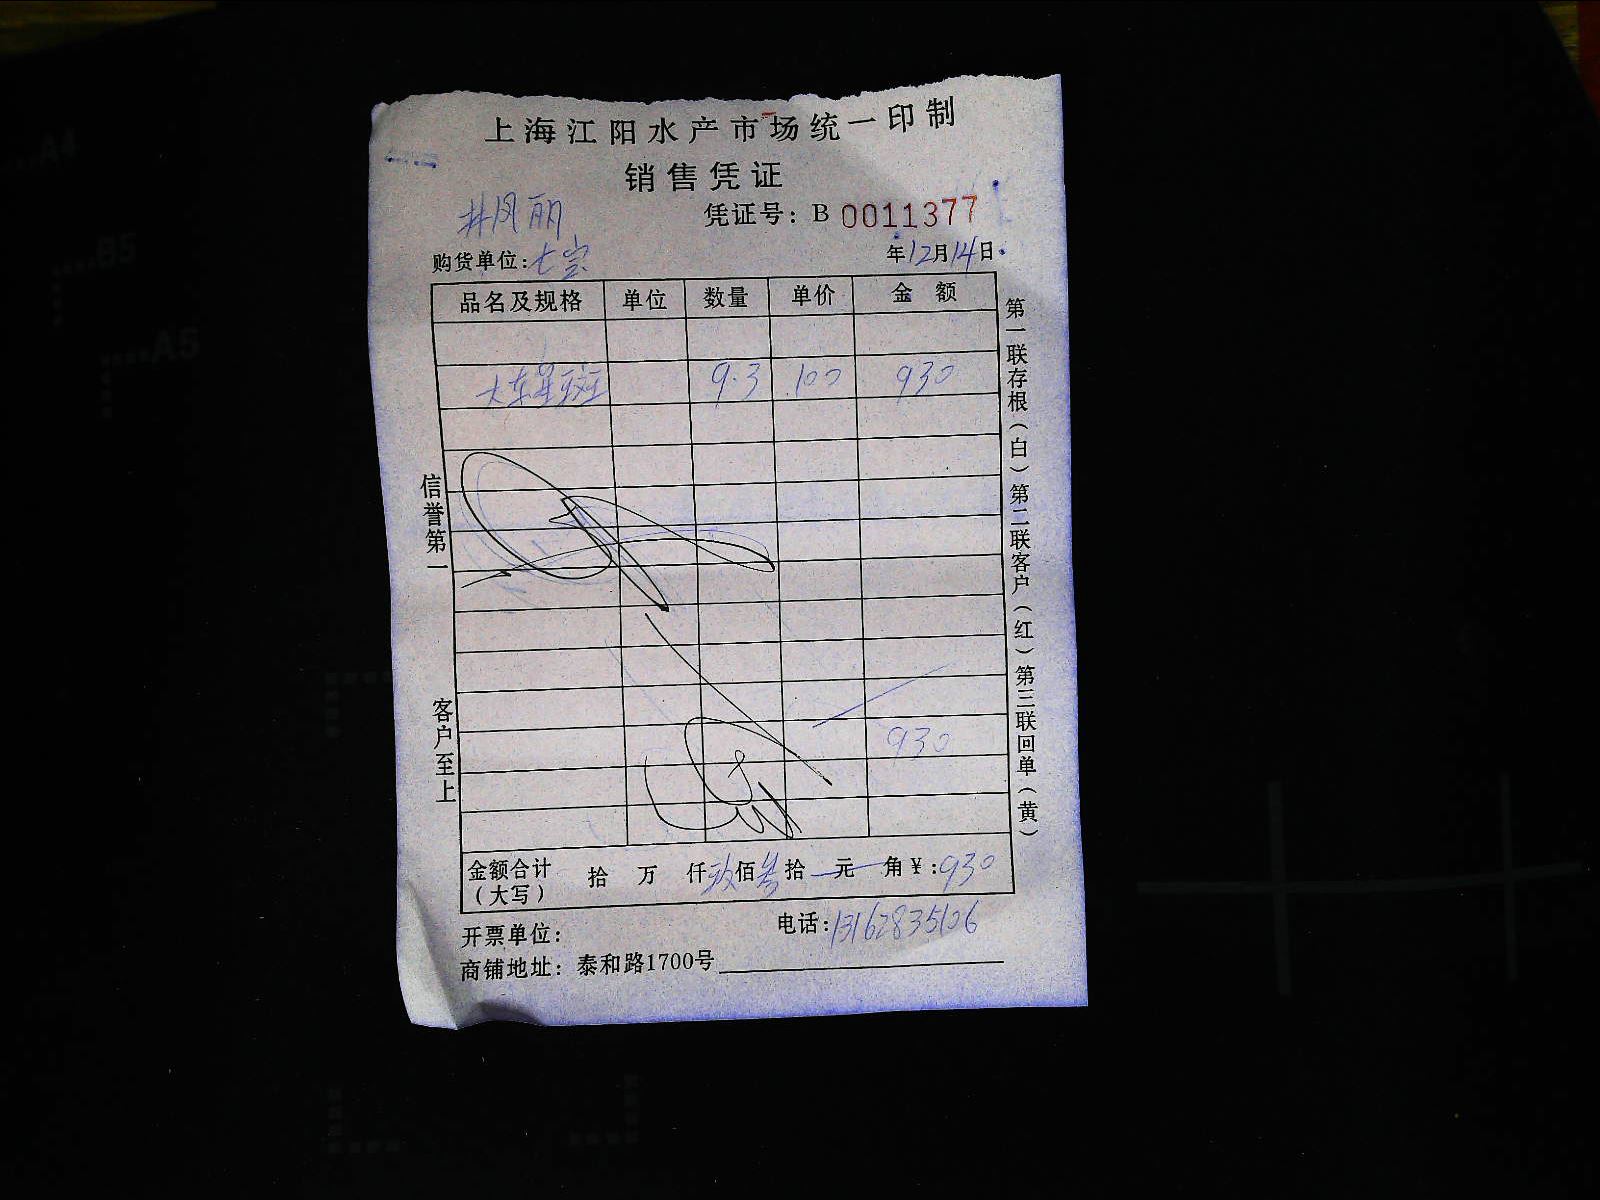 上海江阳水产市场统一印制
销售凭证
井凤丽
凭证号：B 0011377
购货单位：七宝
年12月14日
品名及规格 单位 数量 单价 金额
大东星斑 9.3 100 930
930
金额合计（大写） 拾 万 仟玖佰叁拾 元 角¥：930
开票单位：
电话：13162835106
商铺地址：泰和路1700号
信誉第一
客户至上
第一联存根（白）第二联客户（红）第三联回单（黄）